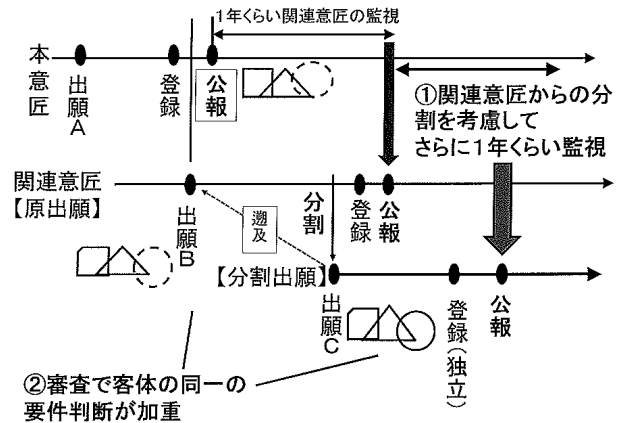 1年くらい関連意匠の監視
本意匠
出願A
登録
公報
①関連意匠からの分
割を考慮して
さらに1年くらい監視
関連意匠
【原出願】
出願B
遡及
分割
登録
公報
【分割出願】
出願C
登録(独立)
公報
②審査で客体の同一の
要件判断が加重